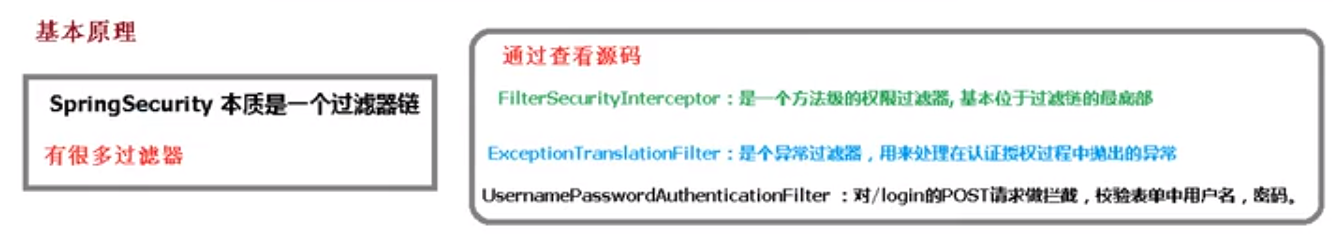 基本原理
SpringSecurity 本质是一个过滤器链
有很多过滤器
通过查看源码
FilterSecurityInterceptor：是一个方法级的权限过滤器, 基本位于过滤链的最底部
ExceptionTranslationFilter：是个异常过滤器，用来处理在认证授权过程中抛出的异常
UsernamePasswordAuthenticationFilter ：对/login的POST请求做拦截，校验表单中用户名，密码。